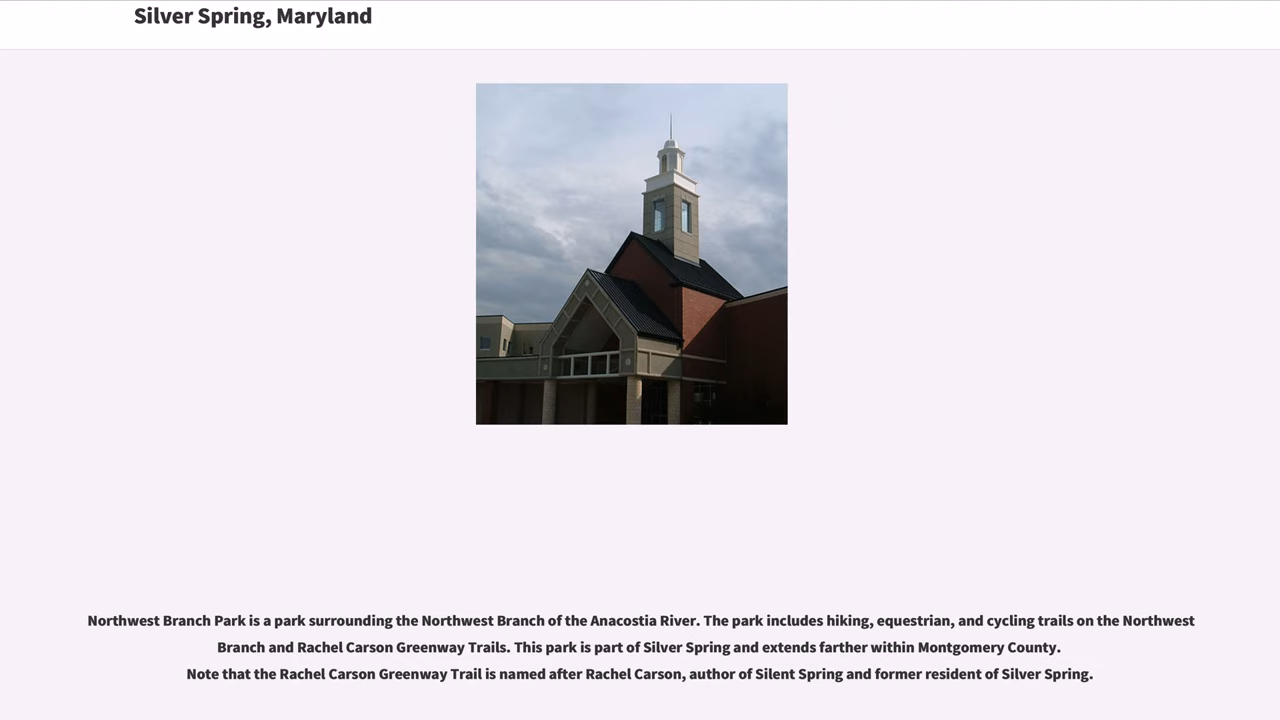 Silver Spring, Maryland
Northwest Branch Park is a park surrounding the Northwest Branch of the Anacostia River. The park includes hiking, equestrian, and cycling trails on the Northwest
Branch and Rachel Carson Greenway Trails. This park is part of Silver Spring and extends farther within Montgomery County.
Note that the Rachel Carson Greenway Trail is named after Rachel Carson, author of Silent Spring and former resident of Silver Spring.